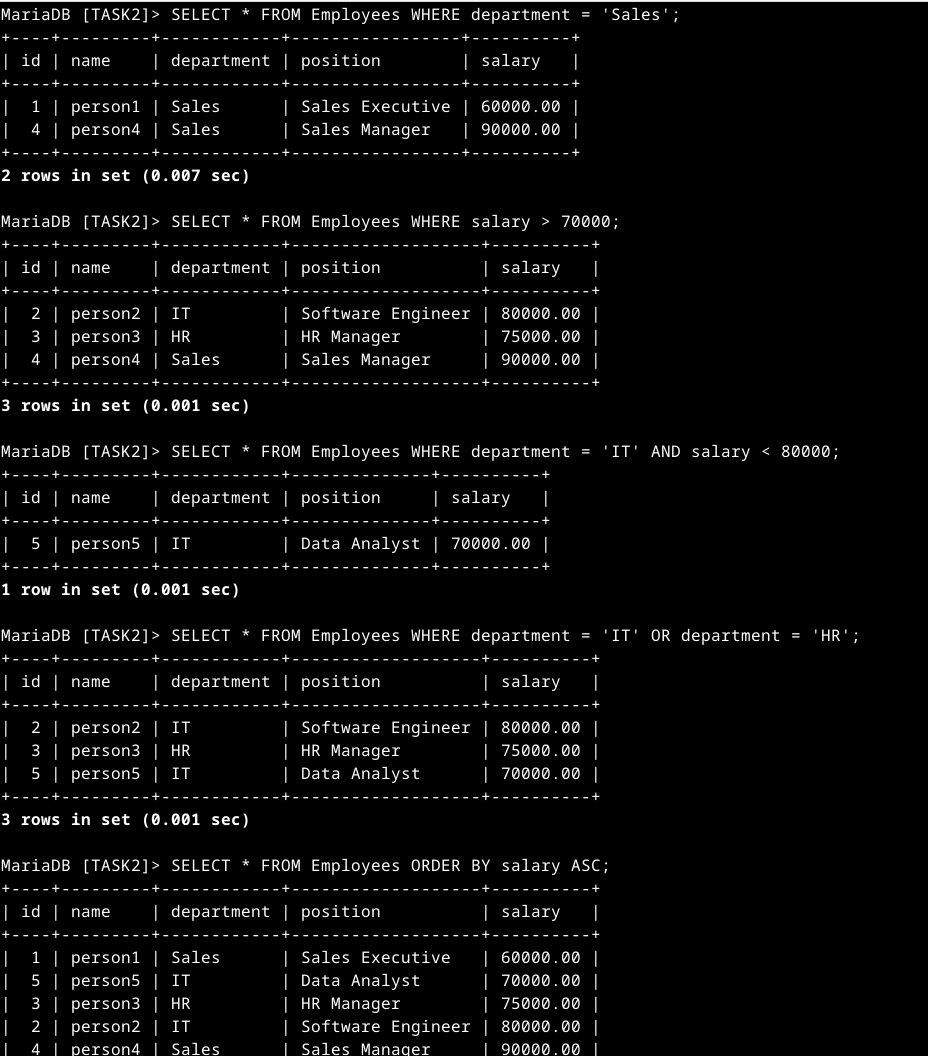 MariaDB [TASK2]> SELECT * FROM Employees WHERE department = 'Sales';
+----+---------+------------+-----------------+----------+
| id | name    | department | position        | salary   |
+----+---------+------------+-----------------+----------+
|  1 | person1 | Sales      | Sales Executive | 60000.00 |
|  4 | person4 | Sales      | Sales Manager   | 90000.00 |
+----+---------+------------+-----------------+----------+
2 rows in set (0.007 sec)

MariaDB [TASK2]> SELECT * FROM Employees WHERE salary > 70000;
+----+---------+------------+-------------------+----------+
| id | name    | department | position          | salary   |
+----+---------+------------+-------------------+----------+
|  2 | person2 | IT         | Software Engineer | 80000.00 |
|  3 | person3 | HR         | HR Manager        | 75000.00 |
|  4 | person4 | Sales      | Sales Manager     | 90000.00 |
+----+---------+------------+-------------------+----------+
3 rows in set (0.001 sec)

MariaDB [TASK2]> SELECT * FROM Employees WHERE department = 'IT' AND salary < 80000;
+----+---------+------------+--------------+----------+
| id | name    | department | position     | salary   |
+----+---------+------------+--------------+----------+
|  5 | person5 | IT         | Data Analyst | 70000.00 |
+----+---------+------------+--------------+----------+
1 row in set (0.001 sec)

MariaDB [TASK2]> SELECT * FROM Employees WHERE department = 'IT' OR department = 'HR';
+----+---------+------------+-------------------+----------+
| id | name    | department | position          | salary   |
+----+---------+------------+-------------------+----------+
|  2 | person2 | IT         | Software Engineer | 80000.00 |
|  3 | person3 | HR         | HR Manager        | 75000.00 |
|  5 | person5 | IT         | Data Analyst      | 70000.00 |
+----+---------+------------+-------------------+----------+
3 rows in set (0.001 sec)

MariaDB [TASK2]> SELECT * FROM Employees ORDER BY salary ASC;
+----+---------+------------+-------------------+----------+
| id | name    | department | position          | salary   |
+----+---------+------------+-------------------+----------+
|  1 | person1 | Sales      | Sales Executive   | 60000.00 |
|  5 | person5 | IT         | Data Analyst      | 70000.00 |
|  3 | person3 | HR         | HR Manager        | 75000.00 |
|  2 | person2 | IT         | Software Engineer | 80000.00 |
|  4 | person4 | Sales      | Sales Manager     | 90000.00 |